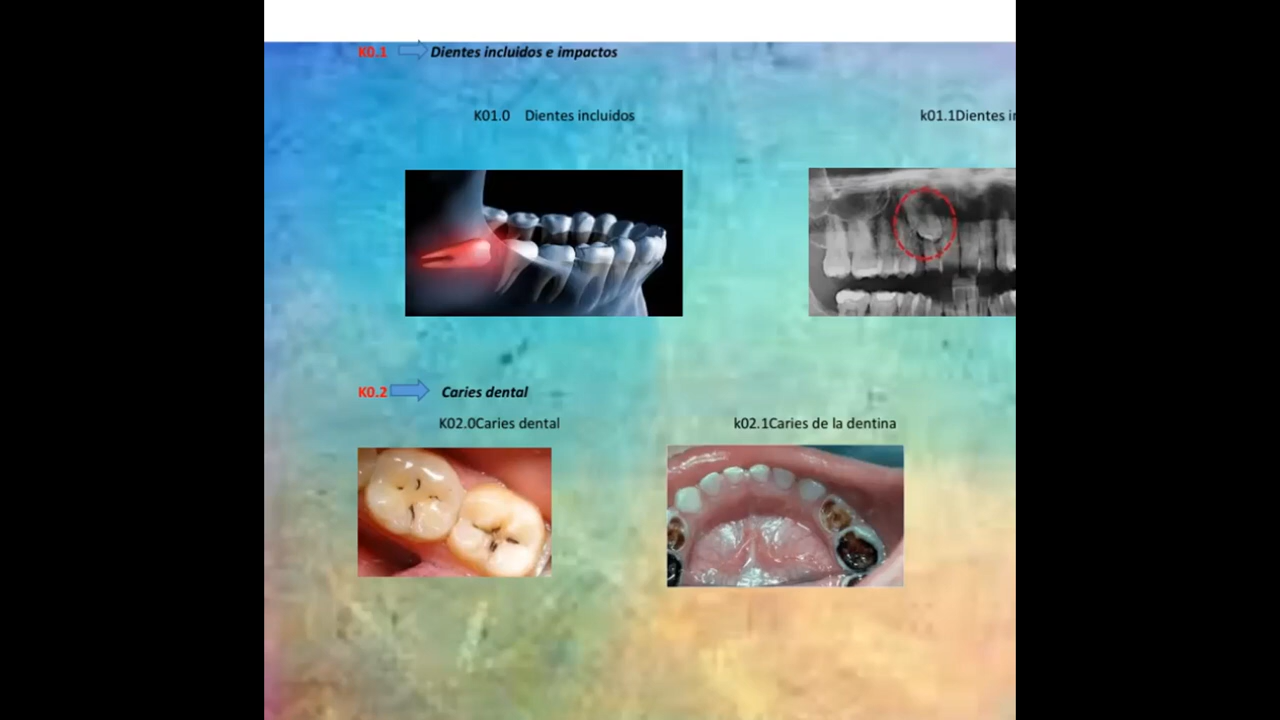 K0.1 Dientes incluidos e impactos
K01.0 Dientes incluidos
k01.1Dientes
K0.2 Caries dental
K02.0Caries dental
k02.1Caries de la dentina